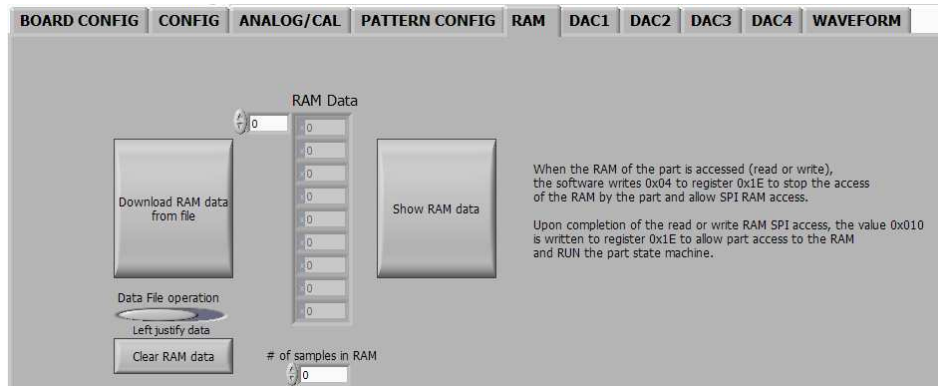 BOARD CONFIG CONFIG ANALOG/CAL PATTERN CONFIG RAM DAC1 DAC2 DAC3 DAC4 WAVEFORM
RAM Data
0
0
0
0
0
0
0
0
0
Download RAM data
from file
Show RAM data
When the RAM of the part is accessed (read or write),
the software writes 0x04 to register 0x1E to stop the access
of the RAM by the part and allow SPI RAM access.
Upon completion of the read or write RAM SPI access, the value 0x010
is written to register 0x1E to allow part access to the RAM
and RUN the part state machine.
Data File operation
Left justify data
Clear RAM data
# of samples in RAM
0